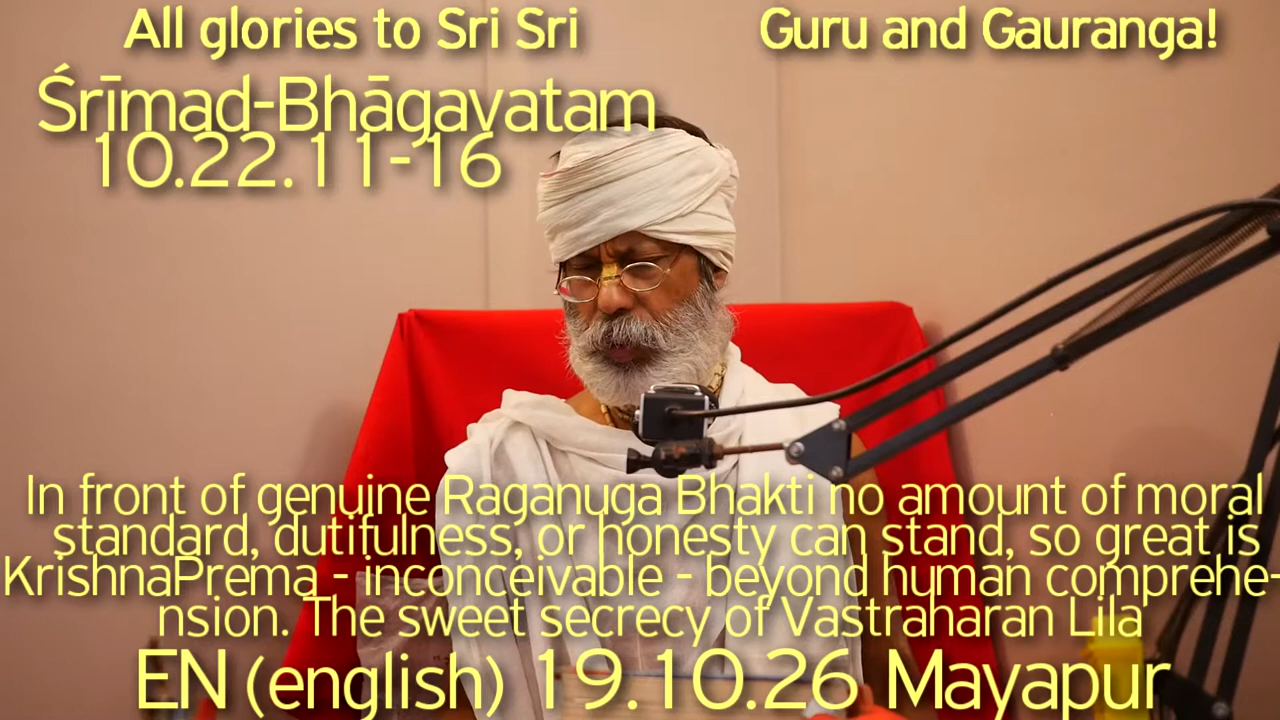 All glories to Sri Sri Guru and Gauranga!
Śrīmad-Bhāgavatam
10.22.11-16
In front of genuine Raganuga Bhakti no amount of moral
standard, dutifulness, or honesty can stand, so great is
KrishnaPrema - inconceivable - beyond human comprehe-
nsion. The sweet secrecy of Vastraharan Lila
EN (english) 19.10.26 Mayapur